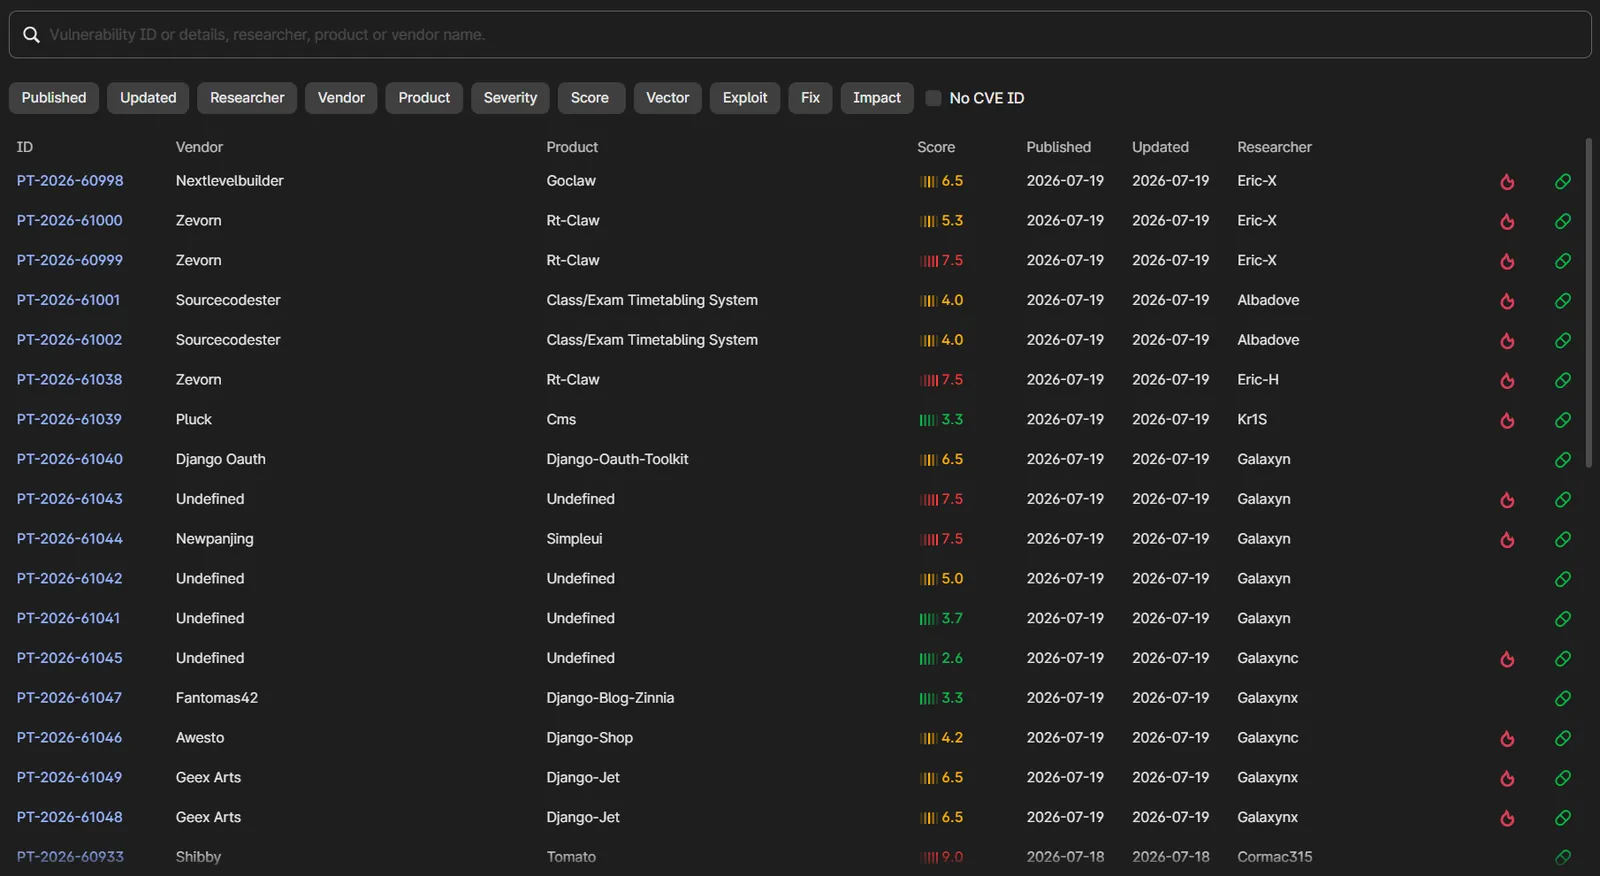 Vulnerability ID or details, researcher, product or vendor name.
Published Updated Researcher Vendor Product Severity Score Vector Exploit Fix Impact No CVE ID
ID Vendor Product Score Published Updated Researcher
PT-2026-60998 Nextlevelbuilder Goclaw 6.5 2026-07-19 2026-07-19 Eric-X
PT-2026-61000 Zevorn Rt-Claw 5.3 2026-07-19 2026-07-19 Eric-X
PT-2026-60999 Zevorn Rt-Claw 7.5 2026-07-19 2026-07-19 Eric-X
PT-2026-61001 Sourcecodester Class/Exam Timetabling System 4.0 2026-07-19 2026-07-19 Albadove
PT-2026-61002 Sourcecodester Class/Exam Timetabling System 4.0 2026-07-19 2026-07-19 Albadove
PT-2026-61038 Zevorn Rt-Claw 7.5 2026-07-19 2026-07-19 Eric-H
PT-2026-61039 Pluck Cms 3.3 2026-07-19 2026-07-19 Kr1S
PT-2026-61040 Django Oauth Django-Oauth-Toolkit 6.5 2026-07-19 2026-07-19 Galaxyn
PT-2026-61043 Undefined Undefined 7.5 2026-07-19 2026-07-19 Galaxyn
PT-2026-61044 Newpanjing Simpleui 7.5 2026-07-19 2026-07-19 Galaxyn
PT-2026-61042 Undefined Undefined 5.0 2026-07-19 2026-07-19 Galaxyn
PT-2026-61041 Undefined Undefined 3.7 2026-07-19 2026-07-19 Galaxyn
PT-2026-61045 Undefined Undefined 2.6 2026-07-19 2026-07-19 Galaxync
PT-2026-61047 Fantomas42 Django-Blog-Zinnia 3.3 2026-07-19 2026-07-19 Galaxynx
PT-2026-61046 Awesto Django-Shop 4.2 2026-07-19 2026-07-19 Galaxync
PT-2026-61049 Geex Arts Django-Jet 6.5 2026-07-19 2026-07-19 Galaxynx
PT-2026-61048 Geex Arts Django-Jet 6.5 2026-07-19 2026-07-19 Galaxynx
PT-2026-60933 Shibby Tomato 9.0 2026-07-18 2026-07-18 Cormac315